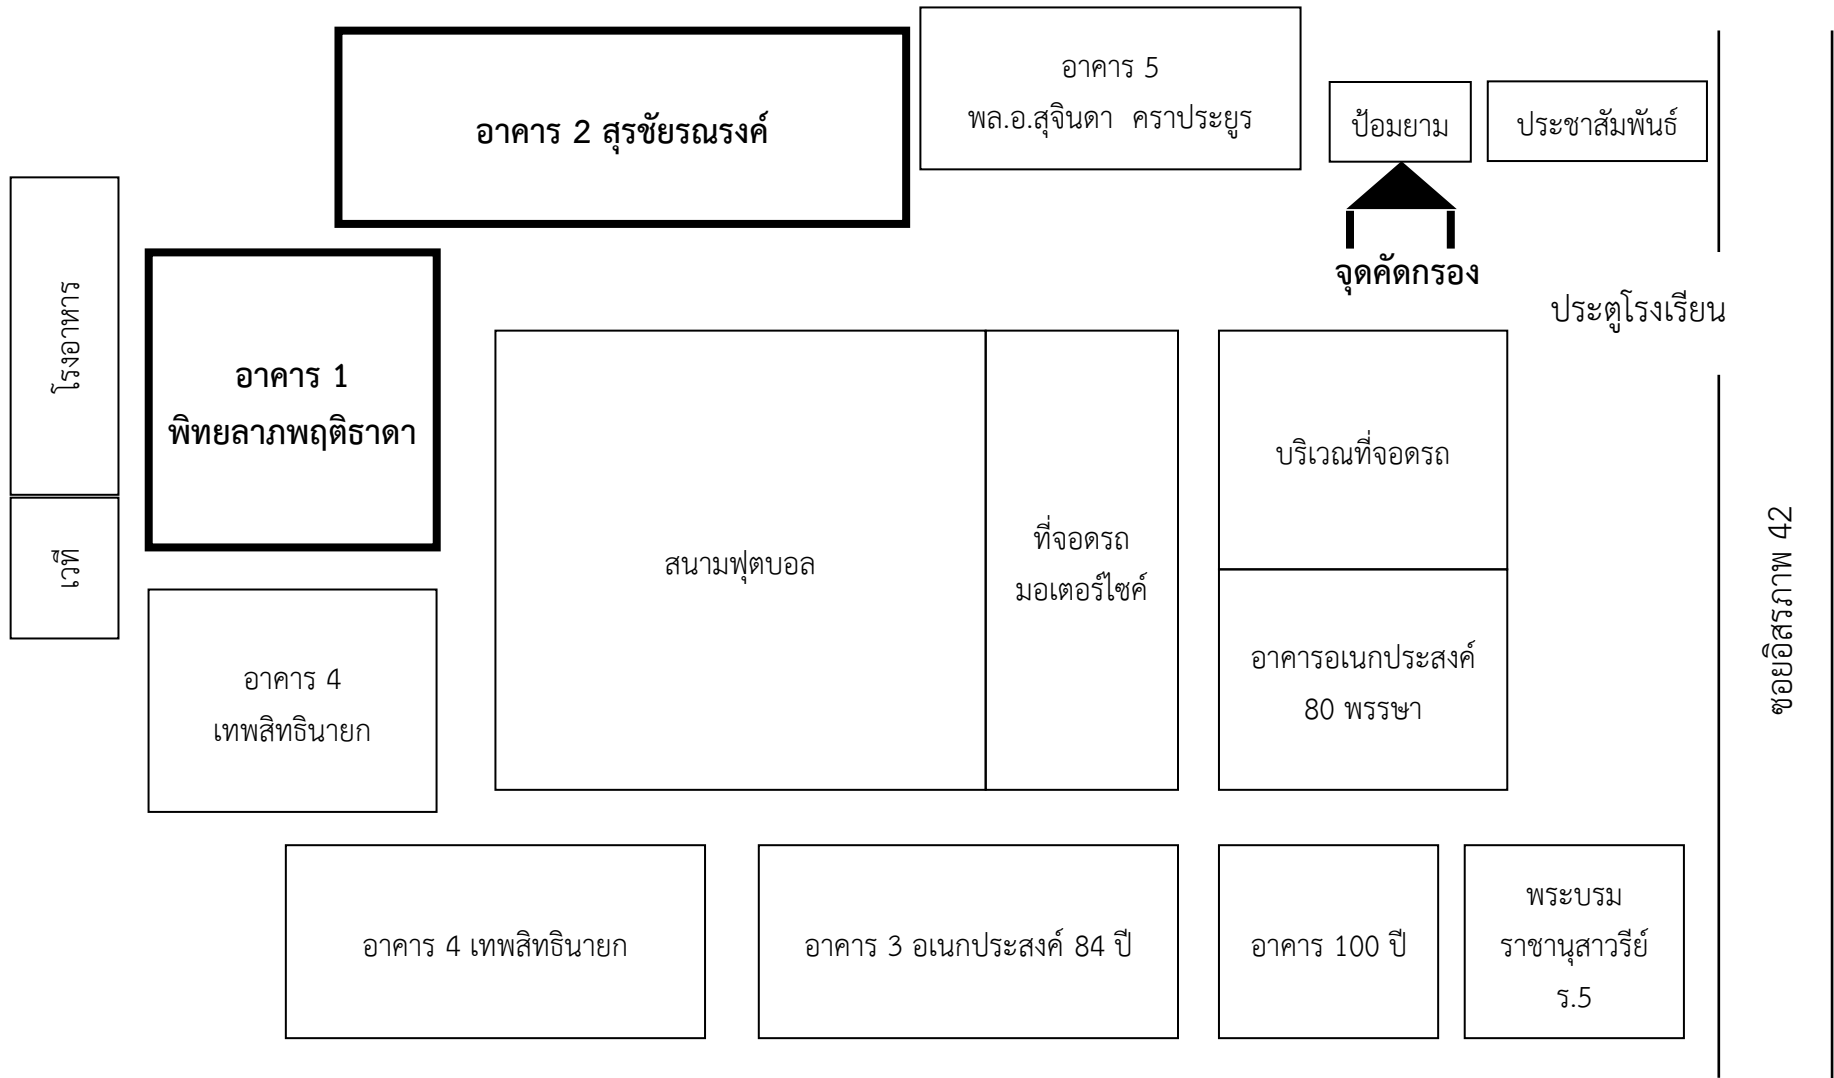 อาคาร 2 สุรชัยรณรงค์
อาคาร 5
พล.อ.สุจินดา คราประยูร
ป้อมยาม
ประชาสัมพันธ์
จุดคัดกรอง
ประตูโรงเรียน
โรงอาหาร
อาคาร 1
พิทยลาภพฤติธาดา
เวที
สนามฟุตบอล
ที่จอดรถ
มอเตอร์ไซค์
บริเวณที่จอดรถ
อาคารอเนกประสงค์
80 พรรษา
ซอยอิสรภาพ 42
อาคาร 4
เทพสิทธินายก
อาคาร 4 เทพสิทธินายก
อาคาร 3 อเนกประสงค์ 84 ปี
อาคาร 100 ปี
พระบรม
ราชานุสาวรีย์
ร.5